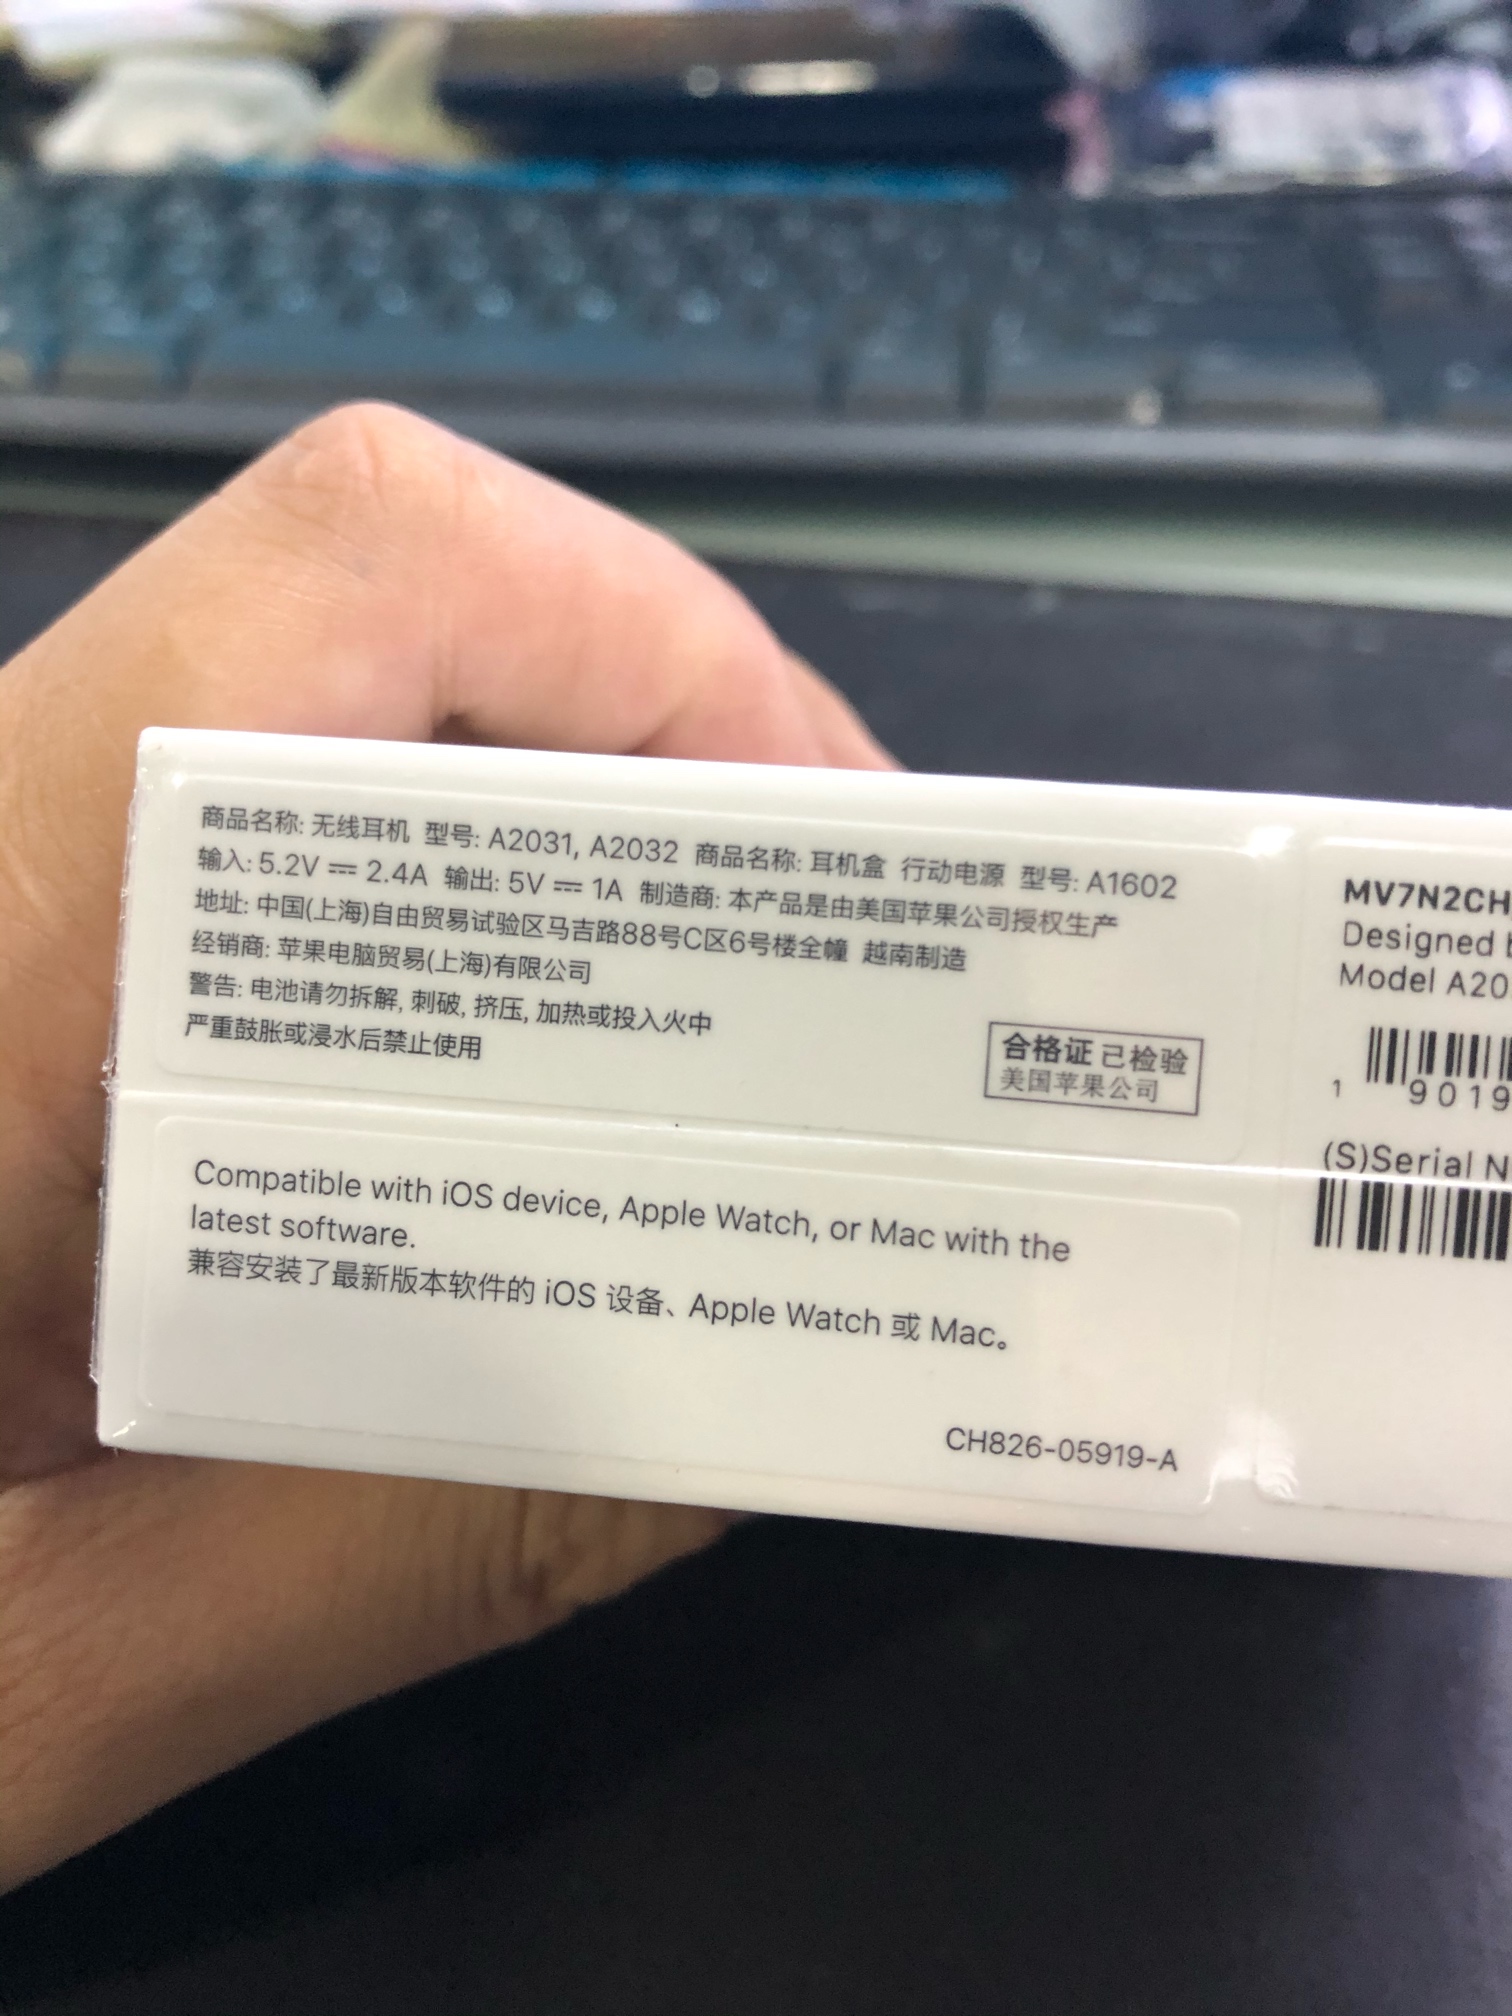 商品名称: 无线耳机 型号: A2031, A2032 商品名称: 耳机盒 行动电源 型号: A1602
输入: 5.2V ⎓ 2.4A 输出: 5V ⎓ 1A 制造商: 本产品是由美国苹果公司授权生产
地址: 中国(上海)自由贸易试验区马吉路88号C区6号楼全幢 越南制造
经销商: 苹果电脑贸易(上海)有限公司
警告: 电池请勿拆解, 刺破, 挤压, 加热或投入火中
严重鼓胀或浸水后禁止使用
合格证 已检验
美国苹果公司
Compatible with iOS device, Apple Watch, or Mac with the
latest software.
兼容安装了最新版本软件的 iOS 设备、Apple Watch 或 Mac。
CH826-05919-A
MV7N2CH
Designed
Model A20
1 9019
(S)Serial N